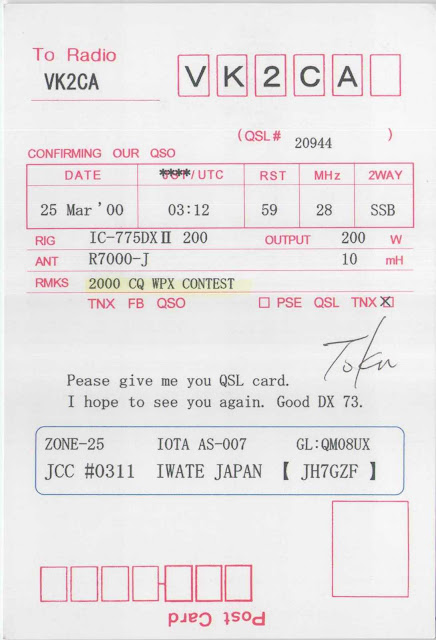 To Radio
VK2CA
VK2CA
(QSL# 20944 )
CONFIRMING OUR QSO
DATE ****/UTC RST MHz 2WAY
25 Mar '00 03:12 59 28 SSB
RIG IC-775DXⅡ 200 OUTPUT 200 W
ANT R7000-J 10 mH
RMKS 2000 CQ WPX CONTEST
TNX FB QSO □ PSE QSL TNX ☒
Toku
Pease give me you QSL card.
I hope to see you again. Good DX 73.
ZONE-25 IOTA AS-007 GL:QM08UX
JCC #0311 IWATE JAPAN 【 JH7GZF 】
Post Card